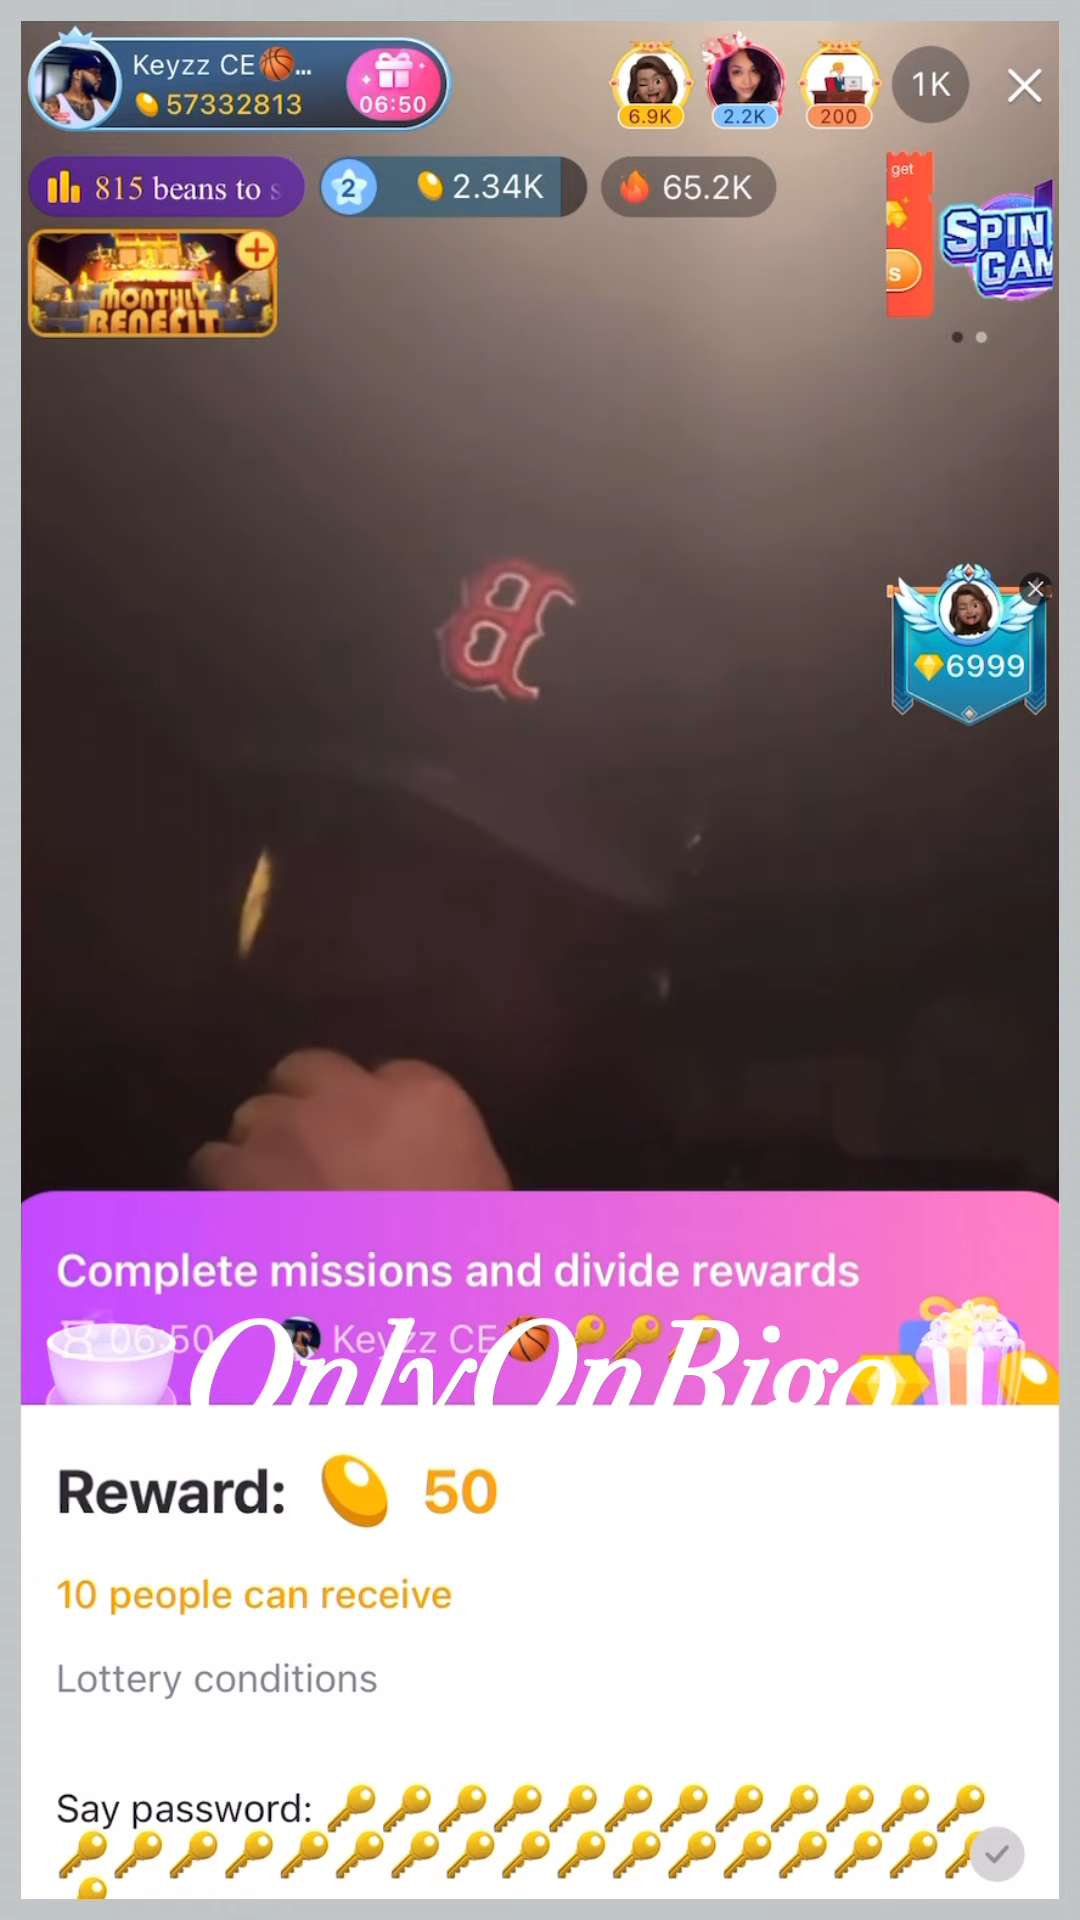 Keyzz CE🏀...
57332813
06:50
6.9K
2.2K
200
1K
815 beans to s
2
2.34K
65.2K
get
s
SPIN
GAM
MONTHLY
BENEFIT
B
6999
Complete missions and divide rewards
06:50
Keyzz CE🏀🔑🔑🔑
OnlyOnBigo
Reward: 50
10 people can receive
Lottery conditions
Say password: 🔑🔑🔑🔑🔑🔑🔑🔑🔑🔑🔑🔑
🔑🔑🔑🔑🔑🔑🔑🔑🔑🔑🔑🔑🔑🔑🔑🔑🔑
🔑